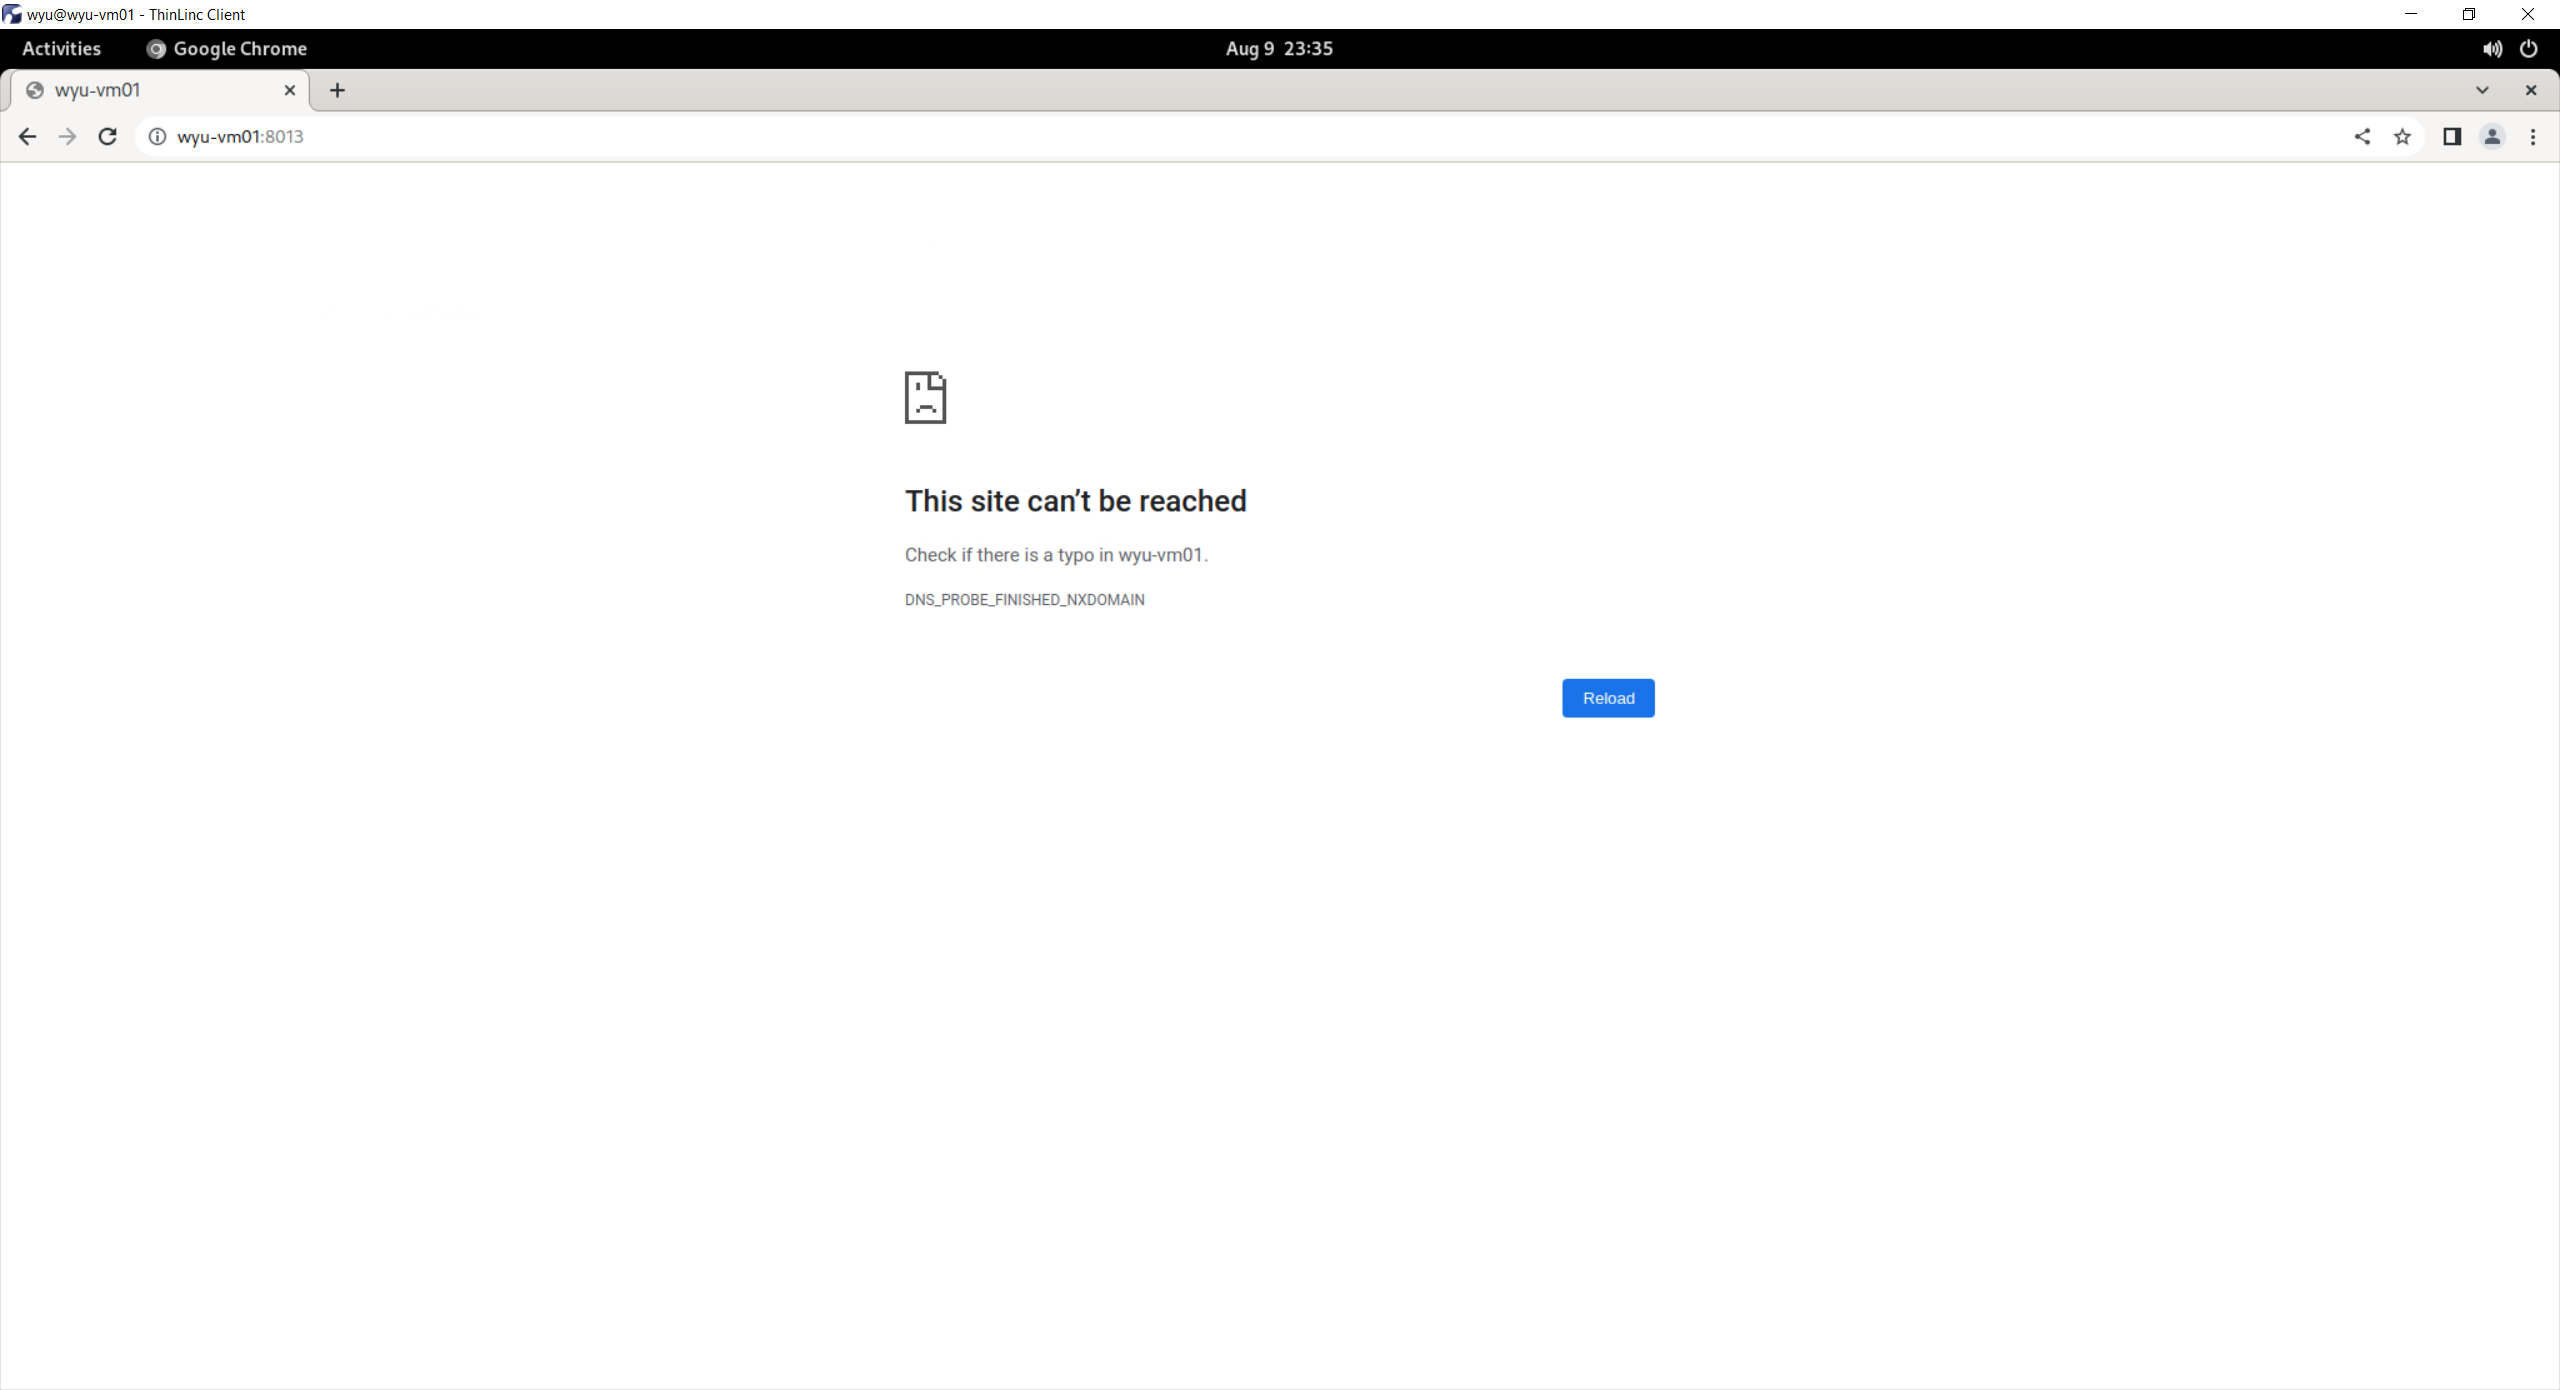 wyu@wyu-vm01 - ThinLinc Client
Activities Google Chrome Aug 9 23:35
wyu-vm01
wyu-vm01:8013
This site can’t be reached
Check if there is a typo in wyu-vm01.
DNS_PROBE_FINISHED_NXDOMAIN
Reload